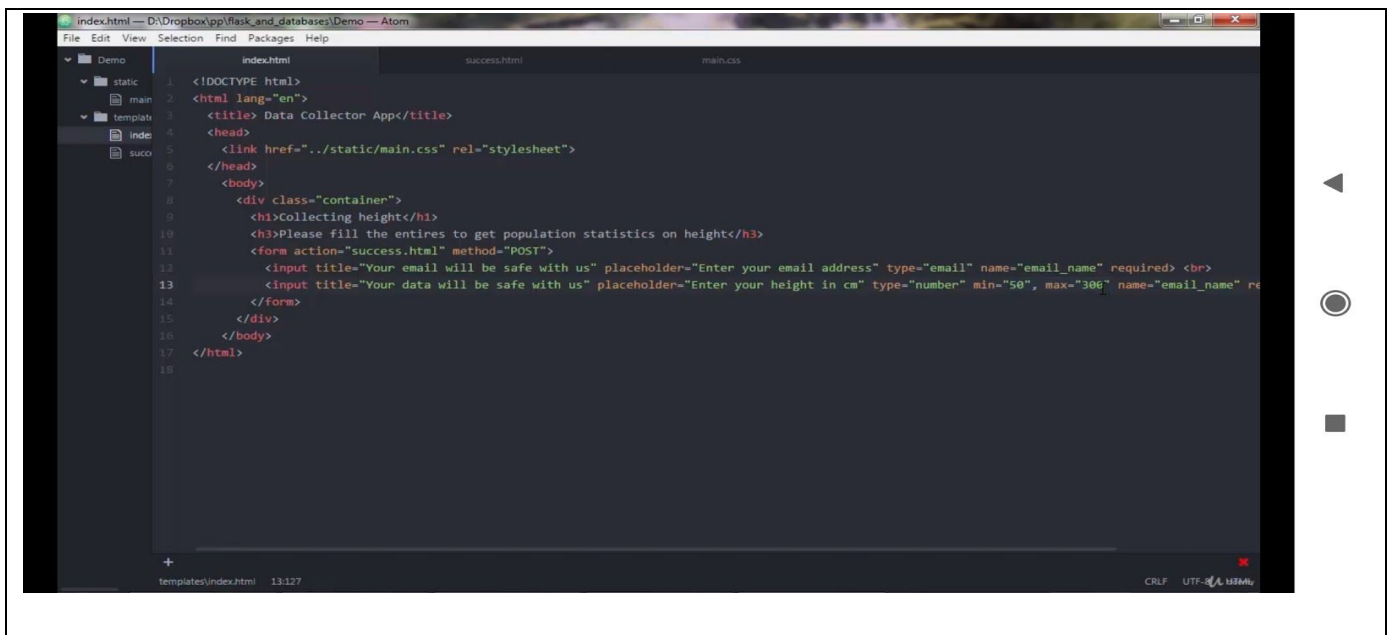 index.html — D:\Dropbox\pp\flask_and_databases\Demo — Atom
File Edit View Selection Find Packages Help
Demo
static
main
template
index
succ
index.html success.html main.css
1 <!DOCTYPE html>
2 <html lang="en">
3 <title> Data Collector App</title>
4 <head>
5 <link href="../static/main.css" rel="stylesheet">
6 </head>
7 <body>
8 <div class="container">
9 <h1>Collecting height</h1>
10 <h3>Please fill the entires to get population statistics on height</h3>
11 <form action="success.html" method="POST">
12 <input title="Your email will be safe with us" placeholder="Enter your email address" type="email" name="email_name" required> <br>
13 <input title="Your data will be safe with us" placeholder="Enter your height in cm" type="number" min="50", max="300" name="email_name" re
14 </form>
15 </div>
16 </body>
17 </html>
18
+
templates\index.html 13:127 CRLF